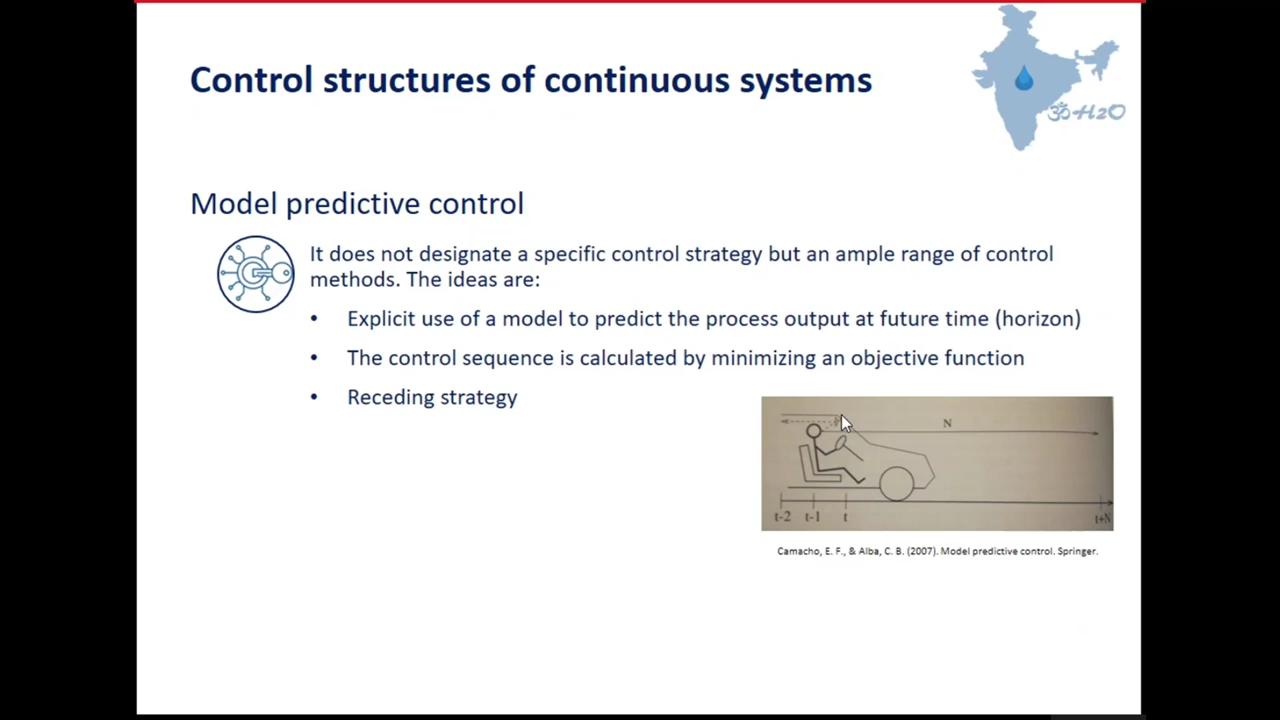 Control structures of continuous systems
ॐH2O
Model predictive control
It does not designate a specific control strategy but an ample range of control
methods. The ideas are:
• Explicit use of a model to predict the process output at future time (horizon)
• The control sequence is calculated by minimizing an objective function
• Receding strategy
N
t-2 t-1 t t+N
Camacho, E. F., & Alba, C. B. (2007). Model predictive control. Springer.